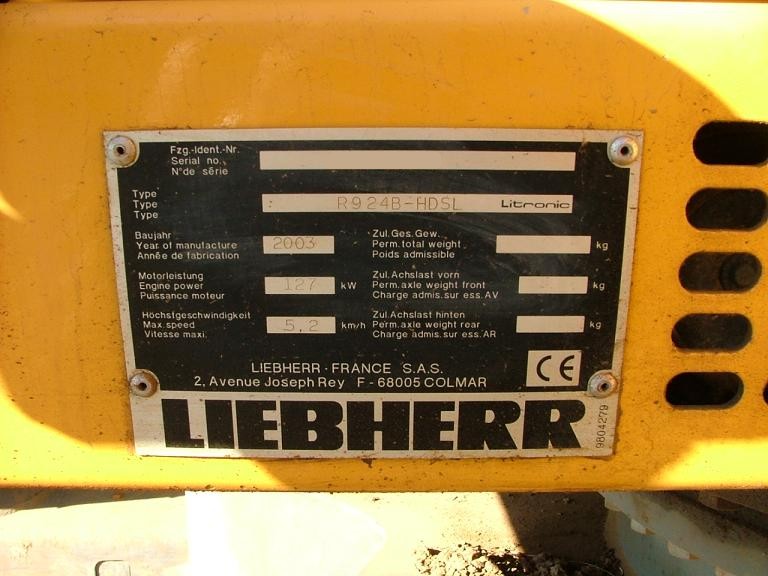 Fzg.-Ident.-Nr.
Serial no.
N° de série
Type
Type R924B-HDSL Litronic
Type
Baujahr
Year of manufacture 2003
Année de fabrication
Zul. Ges. Gew.
Perm. total weight kg
Poids admissible
Motorleistung
Engine power 127 kW
Puissance moteur
Zul. Achslast vorn
Perm. axle weight front kg
Charge admis. sur ess. AV
Höchstgeschwindigkeit
Max. speed 5,2 km/h
Vitesse maxi.
Zul. Achslast hinten
Perm. axle weight rear kg
Charge admis. sur ess. AR
LIEBHERR - FRANCE S.A.S.
2, Avenue Joseph Rey F - 68005 COLMAR
CE
LIEBHERR
9804279